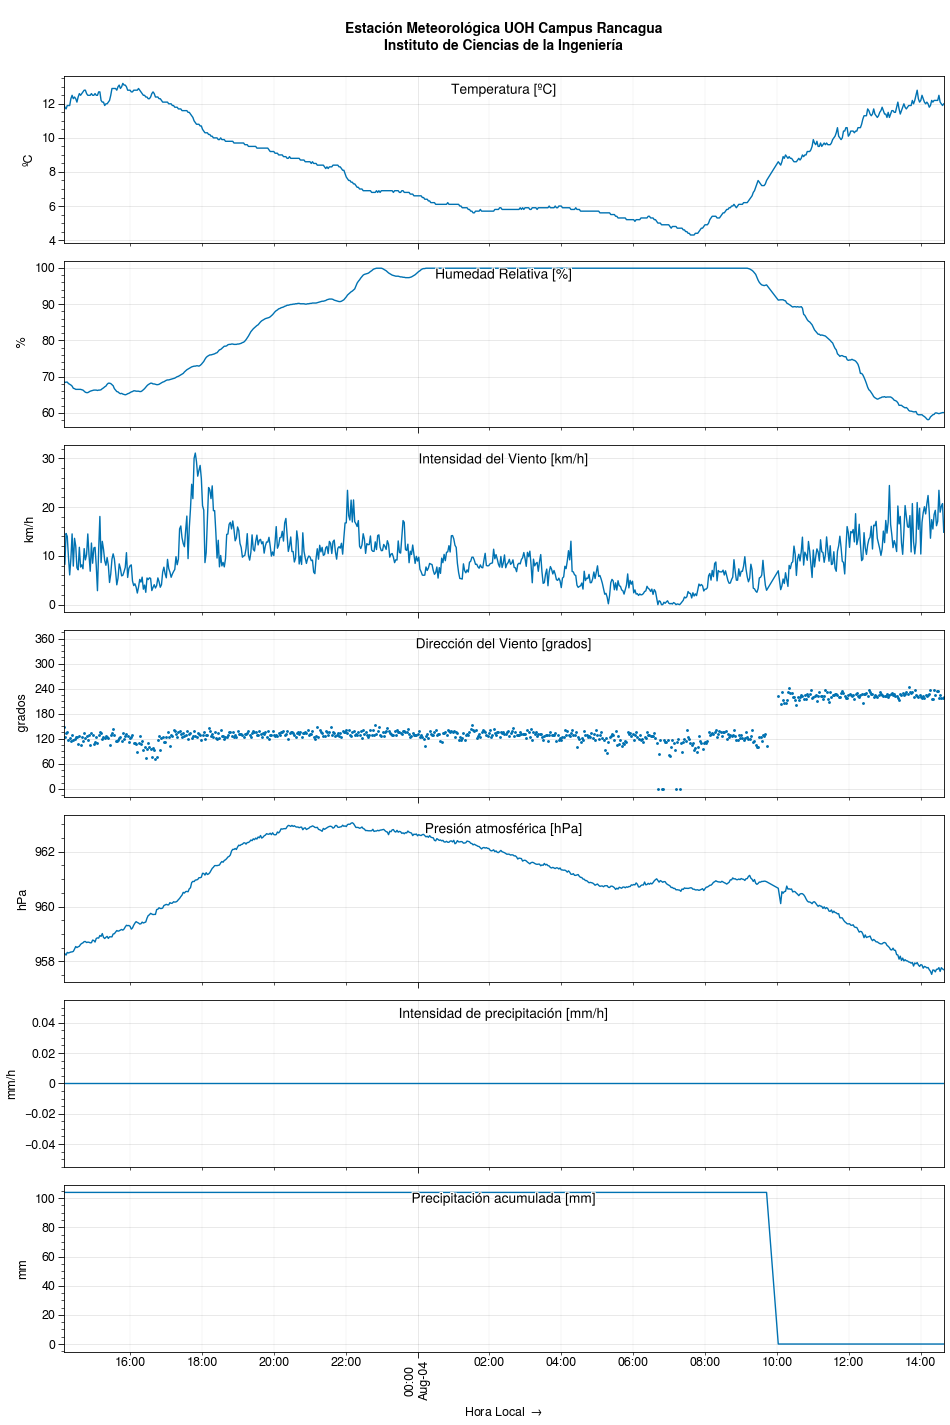 Estación Meteorológica UOH Campus Rancagua
Instituto de Ciencias de la Ingeniería
Temperatura [ºC]
ºC
12
10
8
6
4
Humedad Relativa [%]
%
100
90
80
70
60
Intensidad del Viento [km/h]
km/h
30
20
10
0
Dirección del Viento [grados]
grados
360
300
240
180
120
60
0
Presión atmosférica [hPa]
hPa
962
960
958
Intensidad de precipitación [mm/h]
mm/h
0.04
0.02
0
−0.02
−0.04
Precipitación acumulada [mm]
mm
100
80
60
40
20
0
16:00 18:00 20:00 22:00 00:00 02:00 04:00 06:00 08:00 10:00 12:00 14:00
Aug-04
Hora Local →